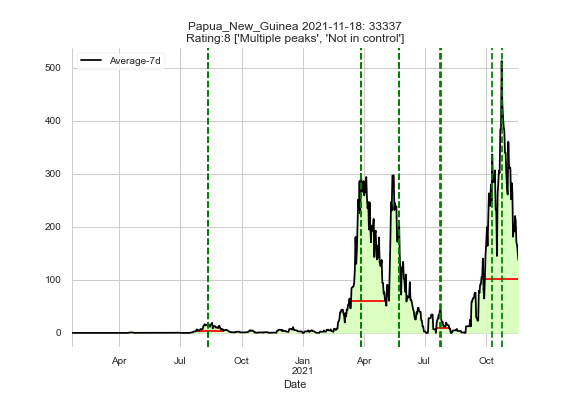 Papua_New_Guinea 2021-11-18: 33337
Rating:8 ['Multiple peaks', 'Not in control']
Average-7d
500
400
300
200
100
0
Apr Jul Oct Jan Apr Jul Oct
2021
Date